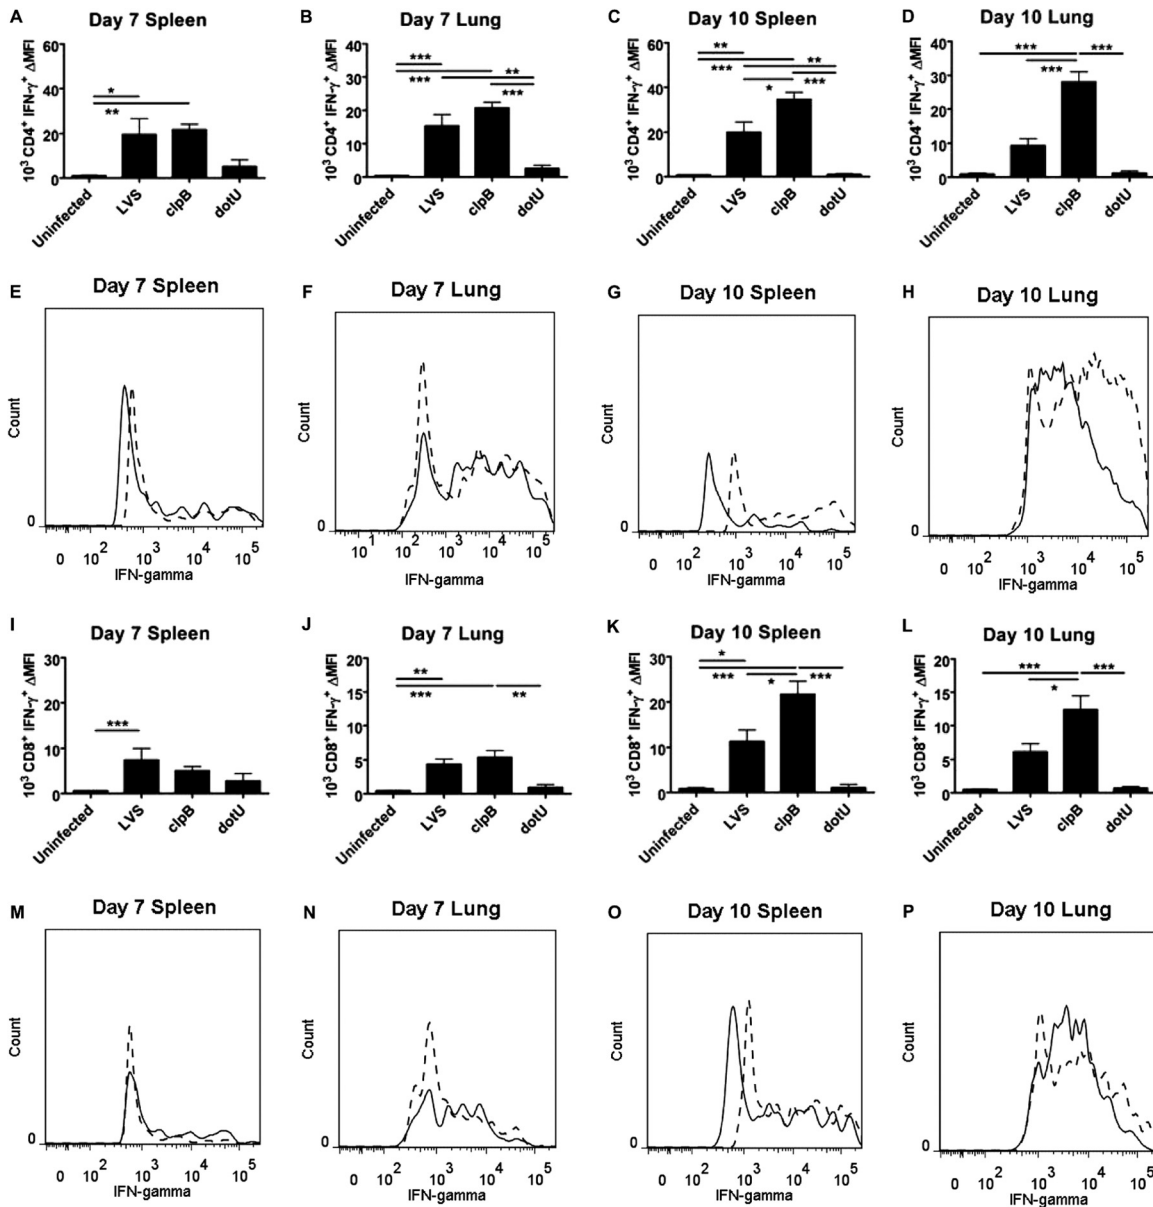 A Day 7 Spleen
10³ CD4⁺ IFN-γ⁺ ΔMFI
60
40
20
0
*
**
Uninfected LVS clpB dotU
B Day 7 Lung
10³ CD4⁺ IFN-γ⁺ ΔMFI
40
30
20
10
0
***
*** **
***
Uninfected LVS clpB dotU
C Day 10 Spleen
10³ CD4⁺ IFN-γ⁺ ΔMFI
60
40
20
0
**
*** **
* ***
Uninfected LVS clpB dotU
D Day 10 Lung
10³ CD4⁺ IFN-γ⁺ ΔMFI
40
30
20
10
0
*** ***
***
Uninfected LVS clpB dotU
E Day 7 Spleen
Count
0
0 10² 10³ 10⁴ 10⁵
IFN-gamma
F Day 7 Lung
Count
0
0 10¹ 10² 10³ 10⁴ 10⁵
IFN-gamma
G Day 10 Spleen
Count
0
0 10² 10³ 10⁴ 10⁵
IFN-gamma
H Day 10 Lung
Count
0
0 10² 10³ 10⁴ 10⁵
IFN-gamma
I Day 7 Spleen
10³ CD8⁺ IFN-γ⁺ ΔMFI
30
20
10
0
***
Uninfected LVS clpB dotU
J Day 7 Lung
10³ CD8⁺ IFN-γ⁺ ΔMFI
20
15
10
5
0
**
*** **
Uninfected LVS clpB dotU
K Day 10 Spleen
10³ CD8⁺ IFN-γ⁺ ΔMFI
30
20
10
0
*
*** * ***
Uninfected LVS clpB dotU
L Day 10 Lung
10³ CD8⁺ IFN-γ⁺ ΔMFI
20
15
10
5
0
*** ***
*
Uninfected LVS clpB dotU
M Day 7 Spleen
Count
0
0 10² 10³ 10⁴ 10⁵
IFN-gamma
N Day 7 Lung
Count
0
0 10² 10³ 10⁴ 10⁵
IFN-gamma
O Day 10 Spleen
Count
0
0 10² 10³ 10⁴ 10⁵
IFN-gamma
P Day 10 Lung
Count
0
0 10² 10³ 10⁴ 10⁵
IFN-gamma